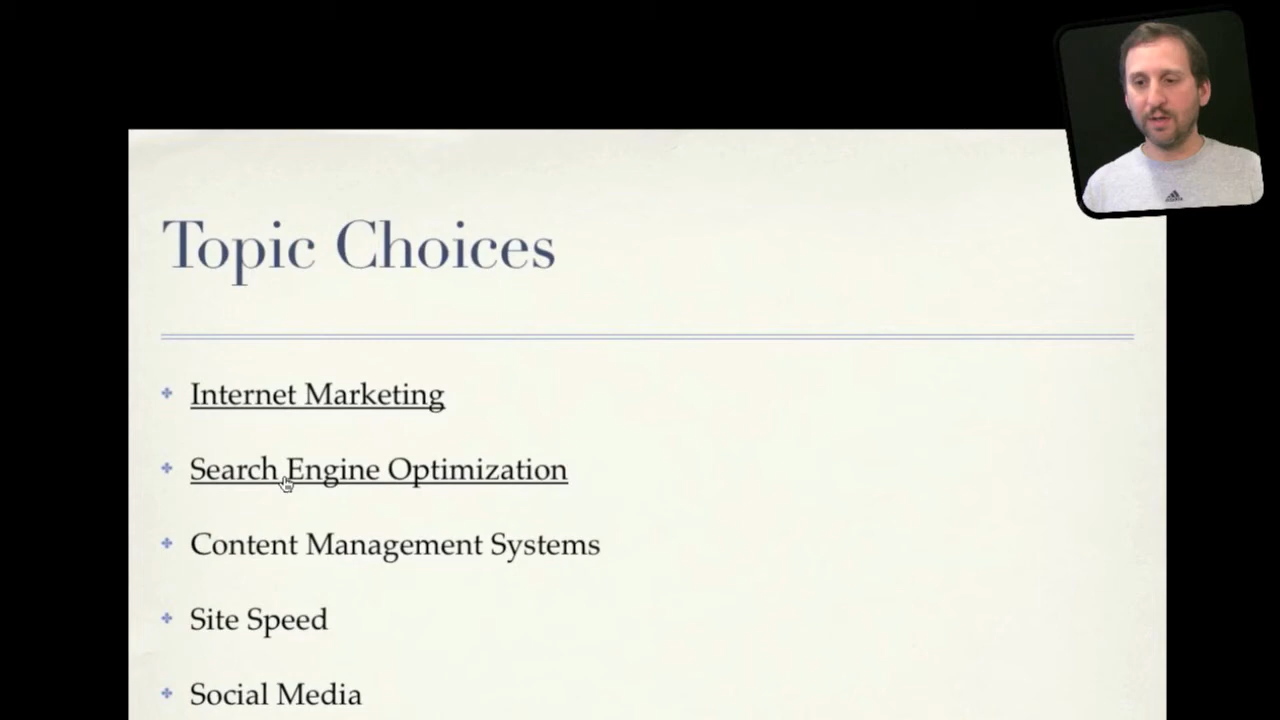 Topic Choices
Internet Marketing
Search Engine Optimization
Content Management Systems
Site Speed
Social Media